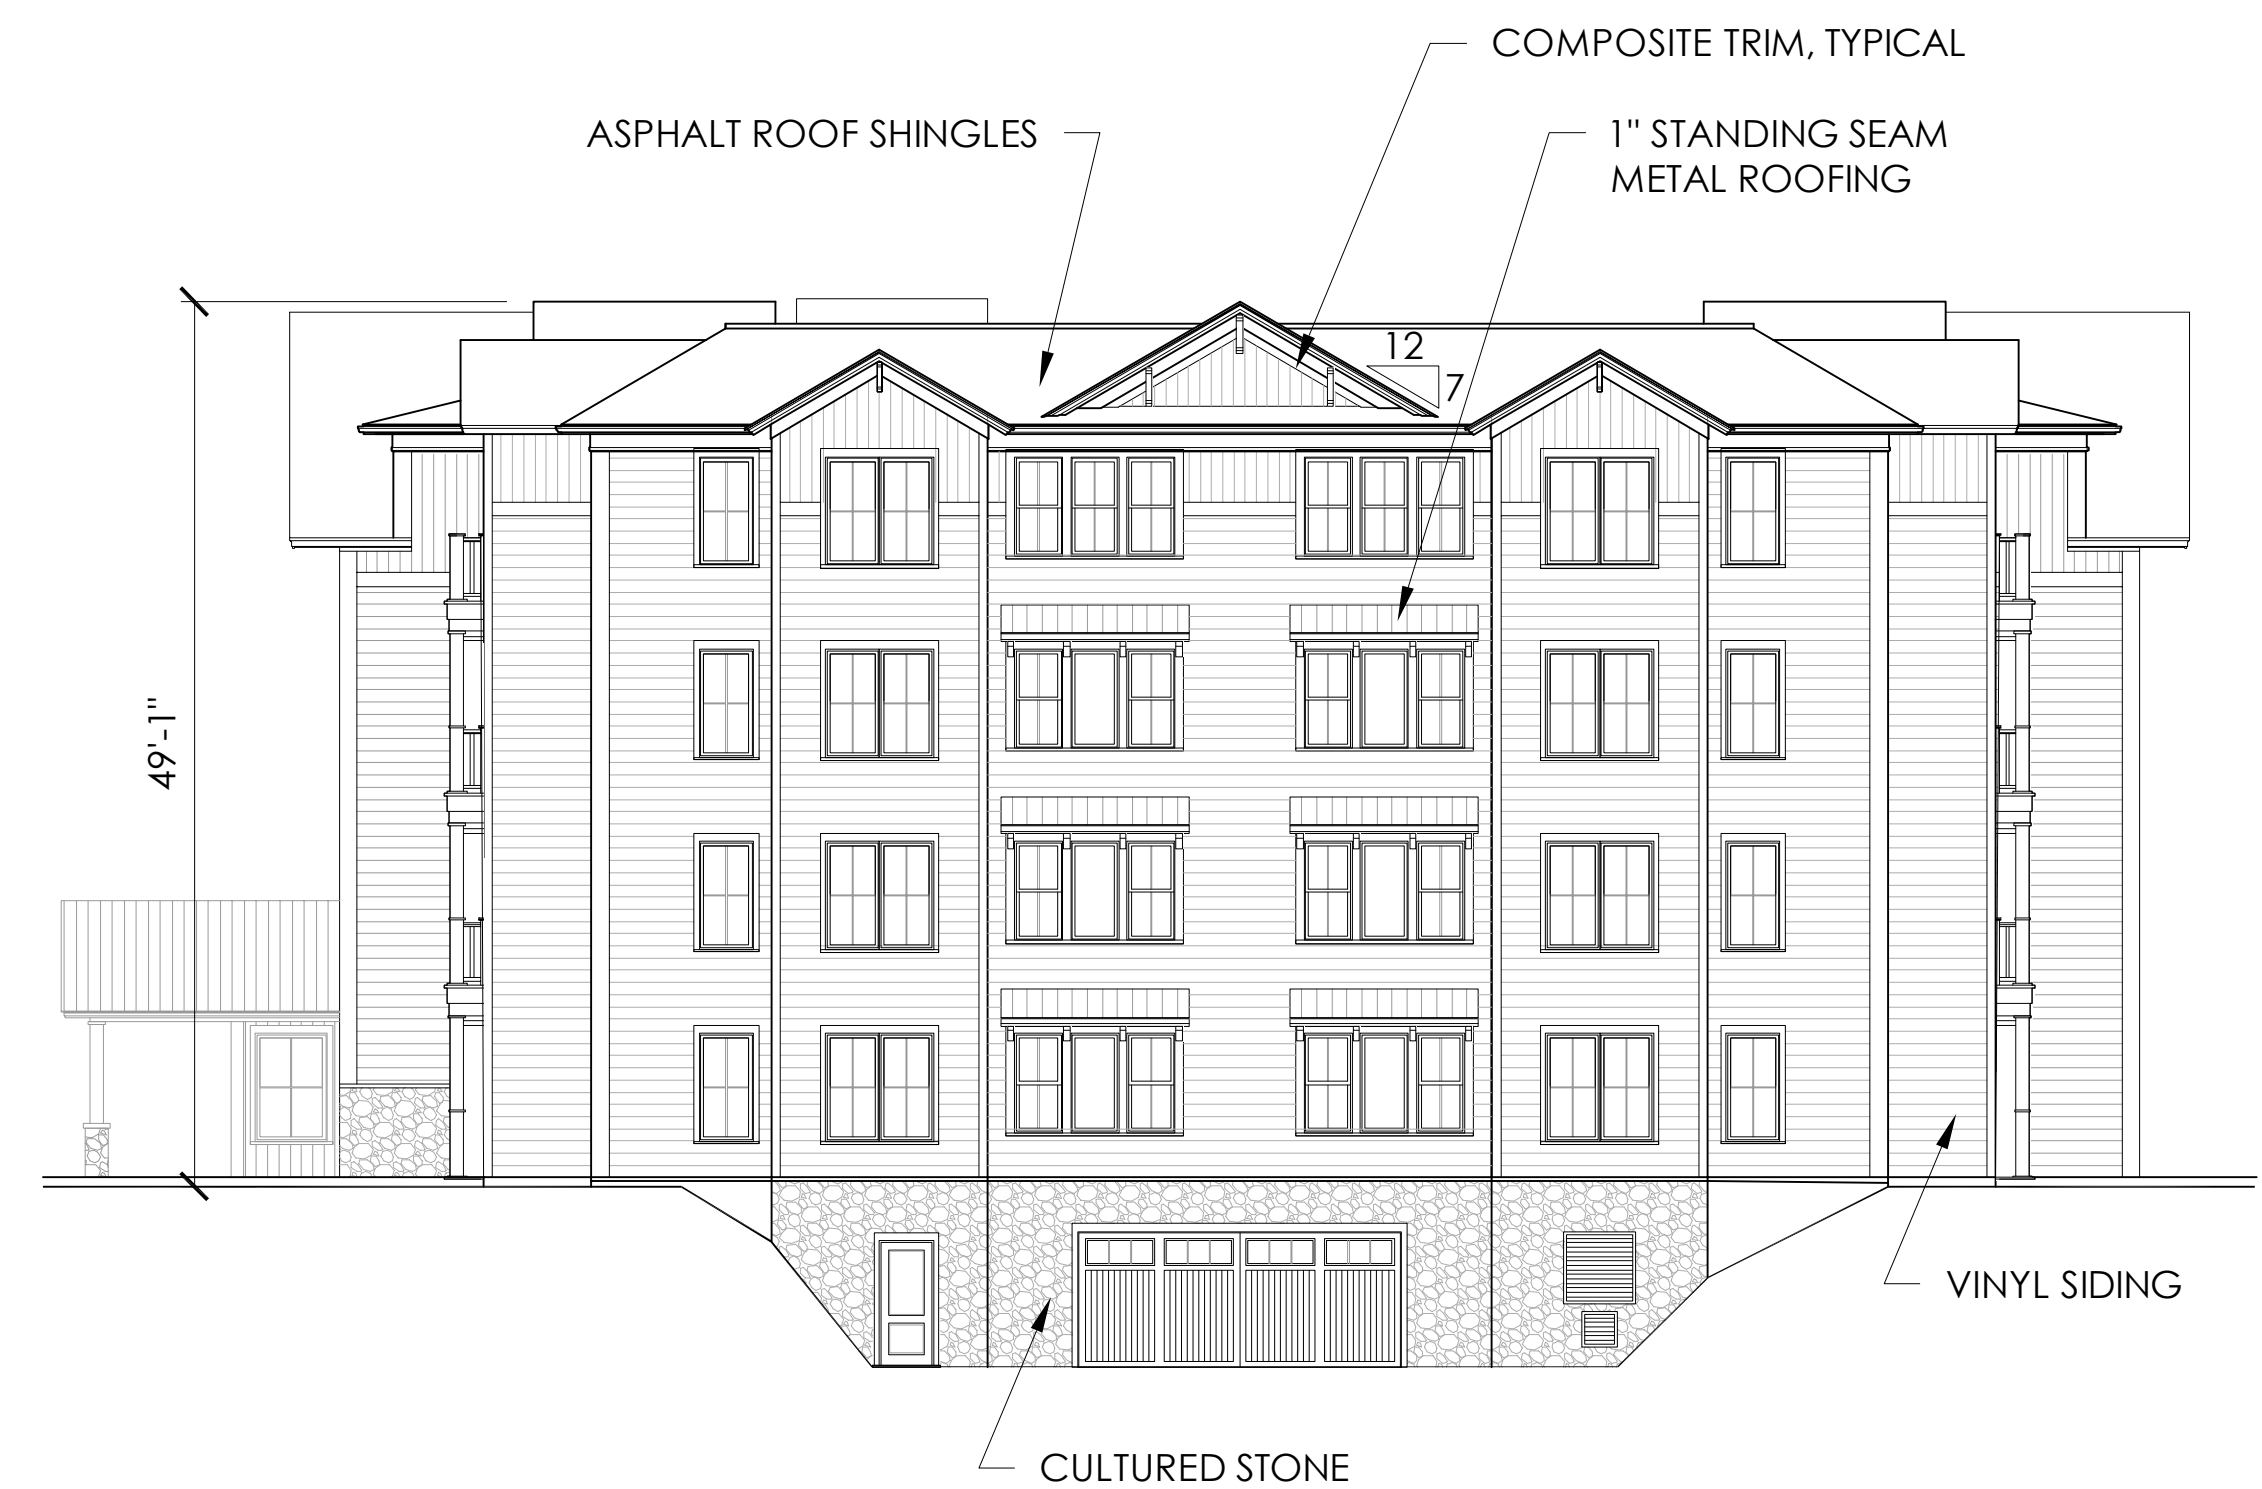 COMPOSITE TRIM, TYPICAL
ASPHALT ROOF SHINGLES
1" STANDING SEAM
METAL ROOFING
12
7
49'-1"
VINYL SIDING
CULTURED STONE